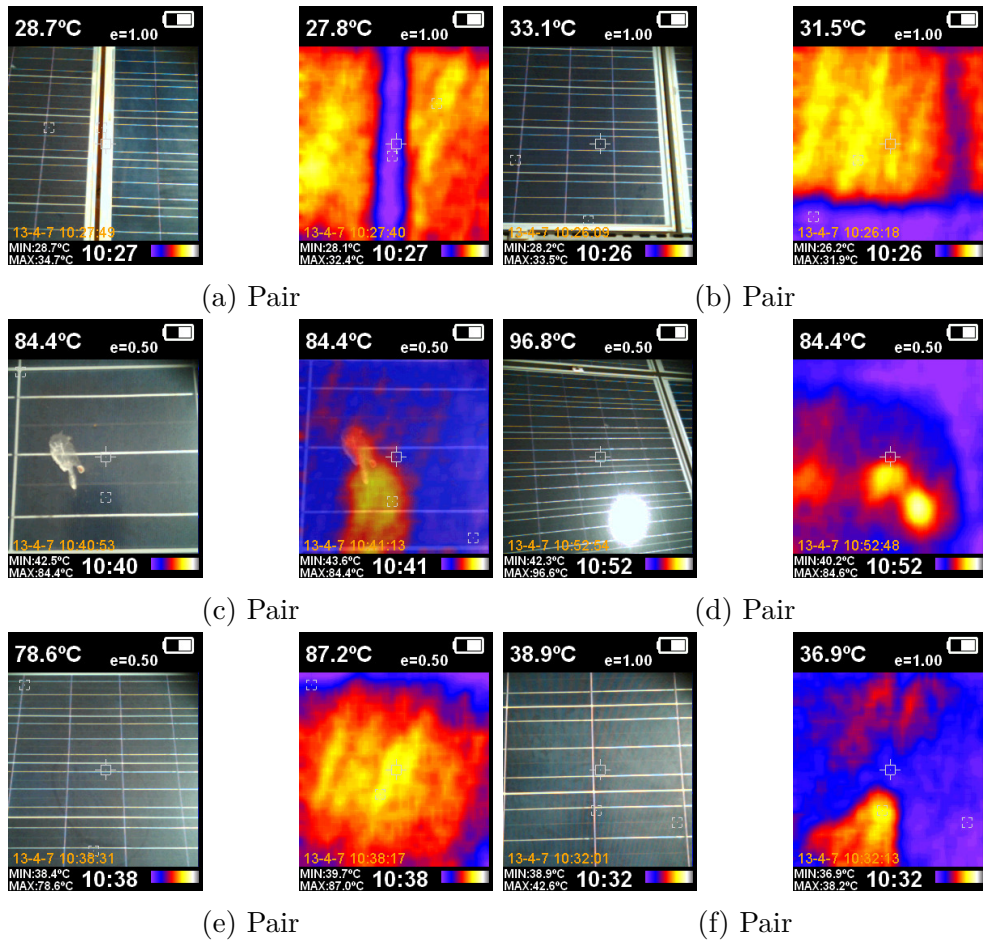 28.7ºC
e=1.00
13-4-7 10:27:49
MIN:28.7ºC
MAX:34.7ºC
10:27
27.8ºC
e=1.00
13-4-7 10:27:40
MIN:28.1ºC
MAX:32.4ºC
10:27
(a) Pair
33.1ºC
e=1.00
13-4-7 10:26:09
MIN:28.2ºC
MAX:33.5ºC
10:26
31.5ºC
e=1.00
13-4-7 10:26:18
MIN:26.2ºC
MAX:31.9ºC
10:26
(b) Pair
84.4ºC
e=0.50
13-4-7 10:40:53
MIN:42.5ºC
MAX:84.4ºC
10:40
84.4ºC
e=0.50
13-4-7 10:41:13
MIN:43.6ºC
MAX:84.4ºC
10:41
(c) Pair
96.8ºC
e=0.50
13-4-7 10:52:54
MIN:42.3ºC
MAX:96.6ºC
10:52
84.4ºC
e=0.50
13-4-7 10:52:48
MIN:40.2ºC
MAX:84.6ºC
10:52
(d) Pair
78.6ºC
e=0.50
13-4-7 10:38:31
MIN:38.4ºC
MAX:78.6ºC
10:38
87.2ºC
e=0.50
13-4-7 10:38:17
MIN:39.7ºC
MAX:87.0ºC
10:38
(e) Pair
38.9ºC
e=1.00
13-4-7 10:32:01
MIN:38.9ºC
MAX:42.6ºC
10:32
36.9ºC
e=1.00
13-4-7 10:32:13
MIN:36.9ºC
MAX:38.2ºC
10:32
(f) Pair